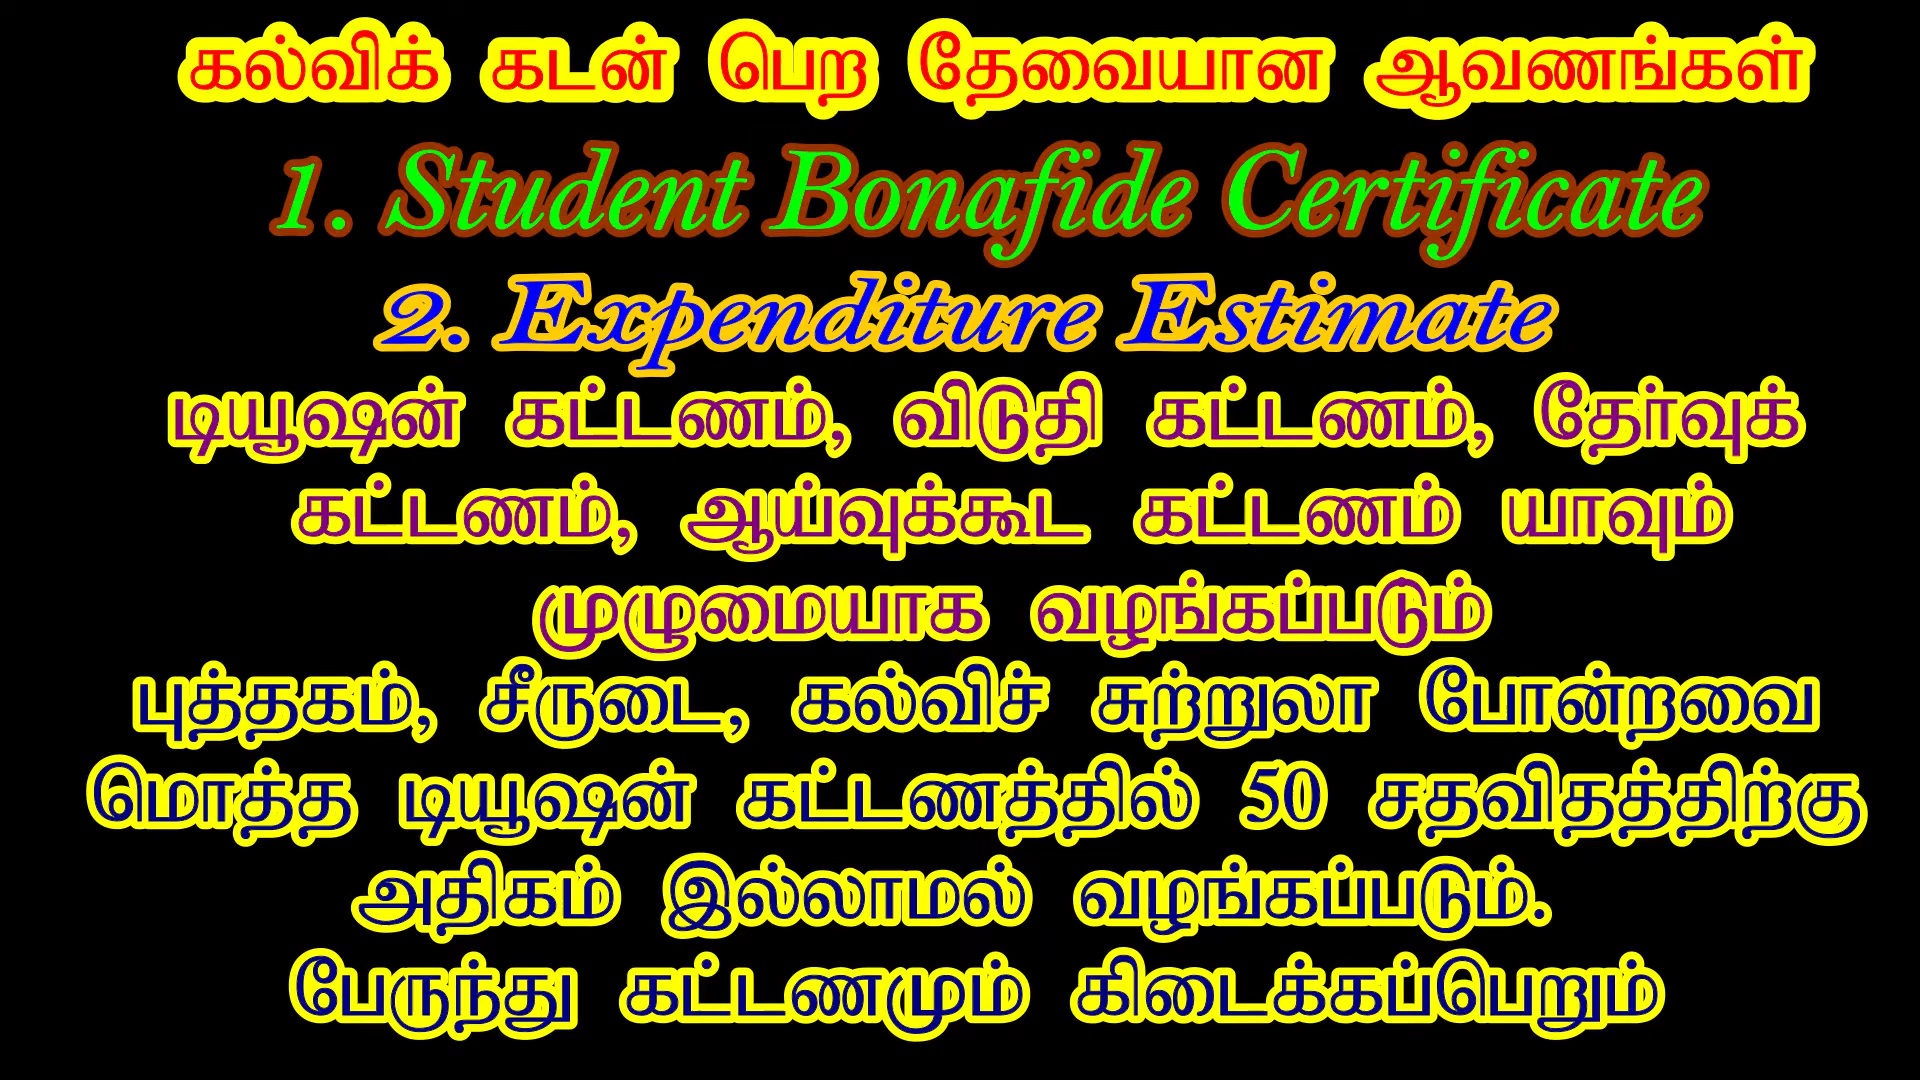 கல்விக் கடன் பெற தேவையான ஆவணங்கள்
1. Student Bonafide Certificate
2. Expenditure Estimate
டியூஷன் கட்டணம், விடுதி கட்டணம், தேர்வுக்
கட்டணம், ஆய்வுக்கூட கட்டணம் யாவும்
முழுமையாக வழங்கப்படும்
புத்தகம், சீருடை, கல்விச் சுற்றுலா போன்றவை
மொத்த டியூஷன் கட்டணத்தில் 50 சதவிதத்திற்கு
அதிகம் இல்லாமல் வழங்கப்படும்.
பேருந்து கட்டணமும் கிடைக்கப்பெறும்